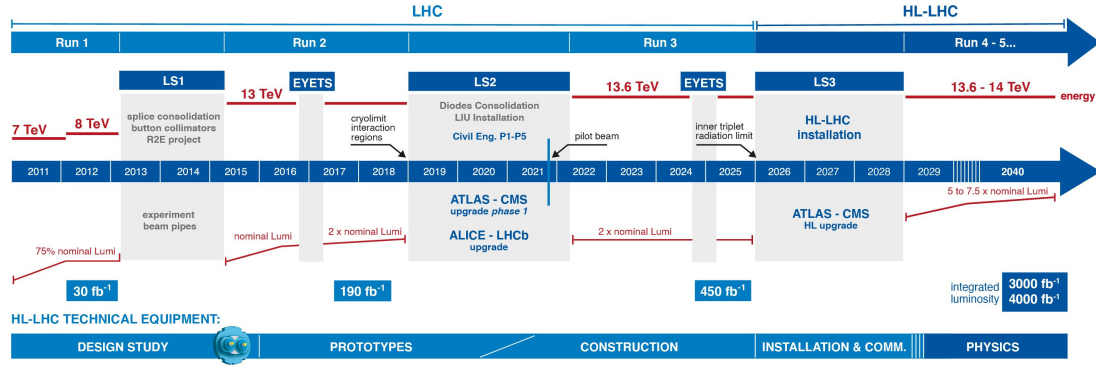 LHC
HL-LHC
Run 1
Run 2
Run 3
Run 4 - 5...
LS1
EYETS
LS2
EYETS
LS3
13 TeV
13.6 TeV
13.6 - 14 TeV
energy
7 TeV
8 TeV
splice consolidation
button collimators
R2E project
Diodes Consolidation
LIU Installation
Civil Eng. P1-P5
cryolimit
interaction
regions
pilot beam
inner triplet
radiation limit
HL-LHC
installation
2011
2012
2013
2014
2015
2016
2017
2018
2019
2020
2021
2022
2023
2024
2025
2026
2027
2028
2029
2040
5 to 7.5 x nominal Lumi
experiment
beam pipes
ATLAS - CMS
upgrade phase 1
ALICE - LHCb
upgrade
ATLAS - CMS
HL upgrade
75% nominal Lumi
nominal Lumi
2 x nominal Lumi
2 x nominal Lumi
30 fb-1
190 fb-1
450 fb-1
integrated
luminosity
3000 fb-1
4000 fb-1
HL-LHC TECHNICAL EQUIPMENT:
DESIGN STUDY
PROTOTYPES
CONSTRUCTION
INSTALLATION & COMM.
PHYSICS